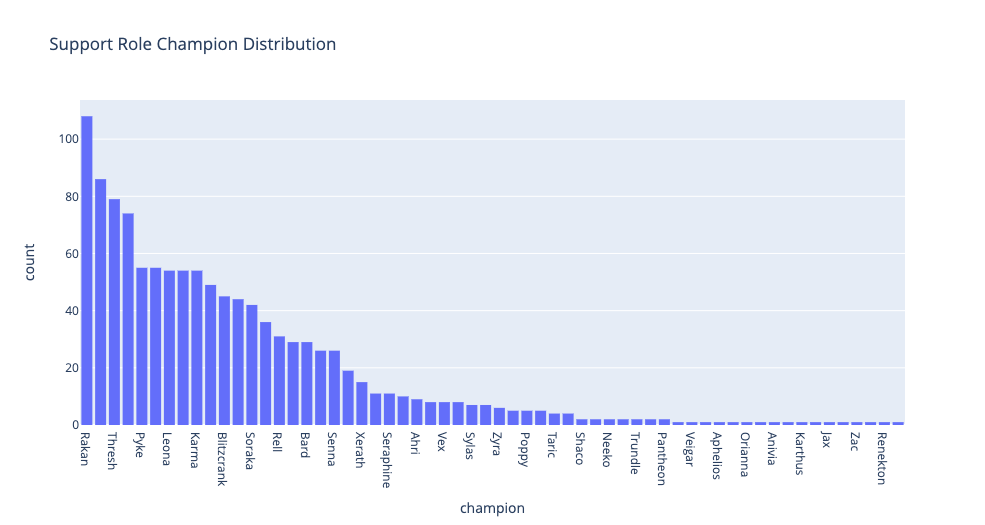 Support Role Champion Distribution
100
80
60
40
20
0
count
Rakan
Thresh
Pyke
Leona
Karma
Blitzcrank
Soraka
Rell
Bard
Senna
Xerath
Seraphine
Ahri
Vex
Sylas
Zyra
Poppy
Taric
Shaco
Neeko
Trundle
Pantheon
Veigar
Aphelios
Orianna
Anivia
Karthus
Jax
Zac
Renekton
champion